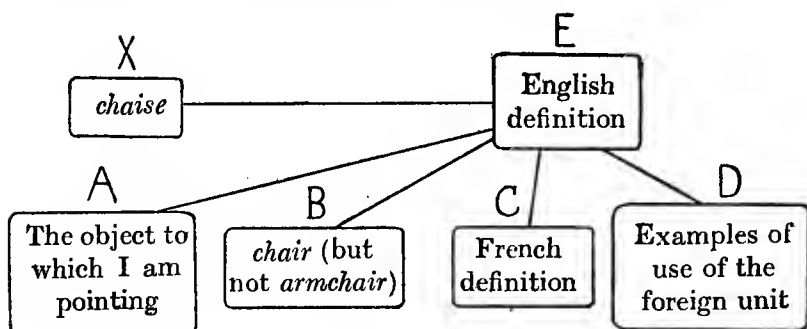 E
X
English
definition
chaise
A
B
C
D
The object to
which I am
pointing
chair (but
not armchair)
French
definition
Examples of
use of the
foreign unit